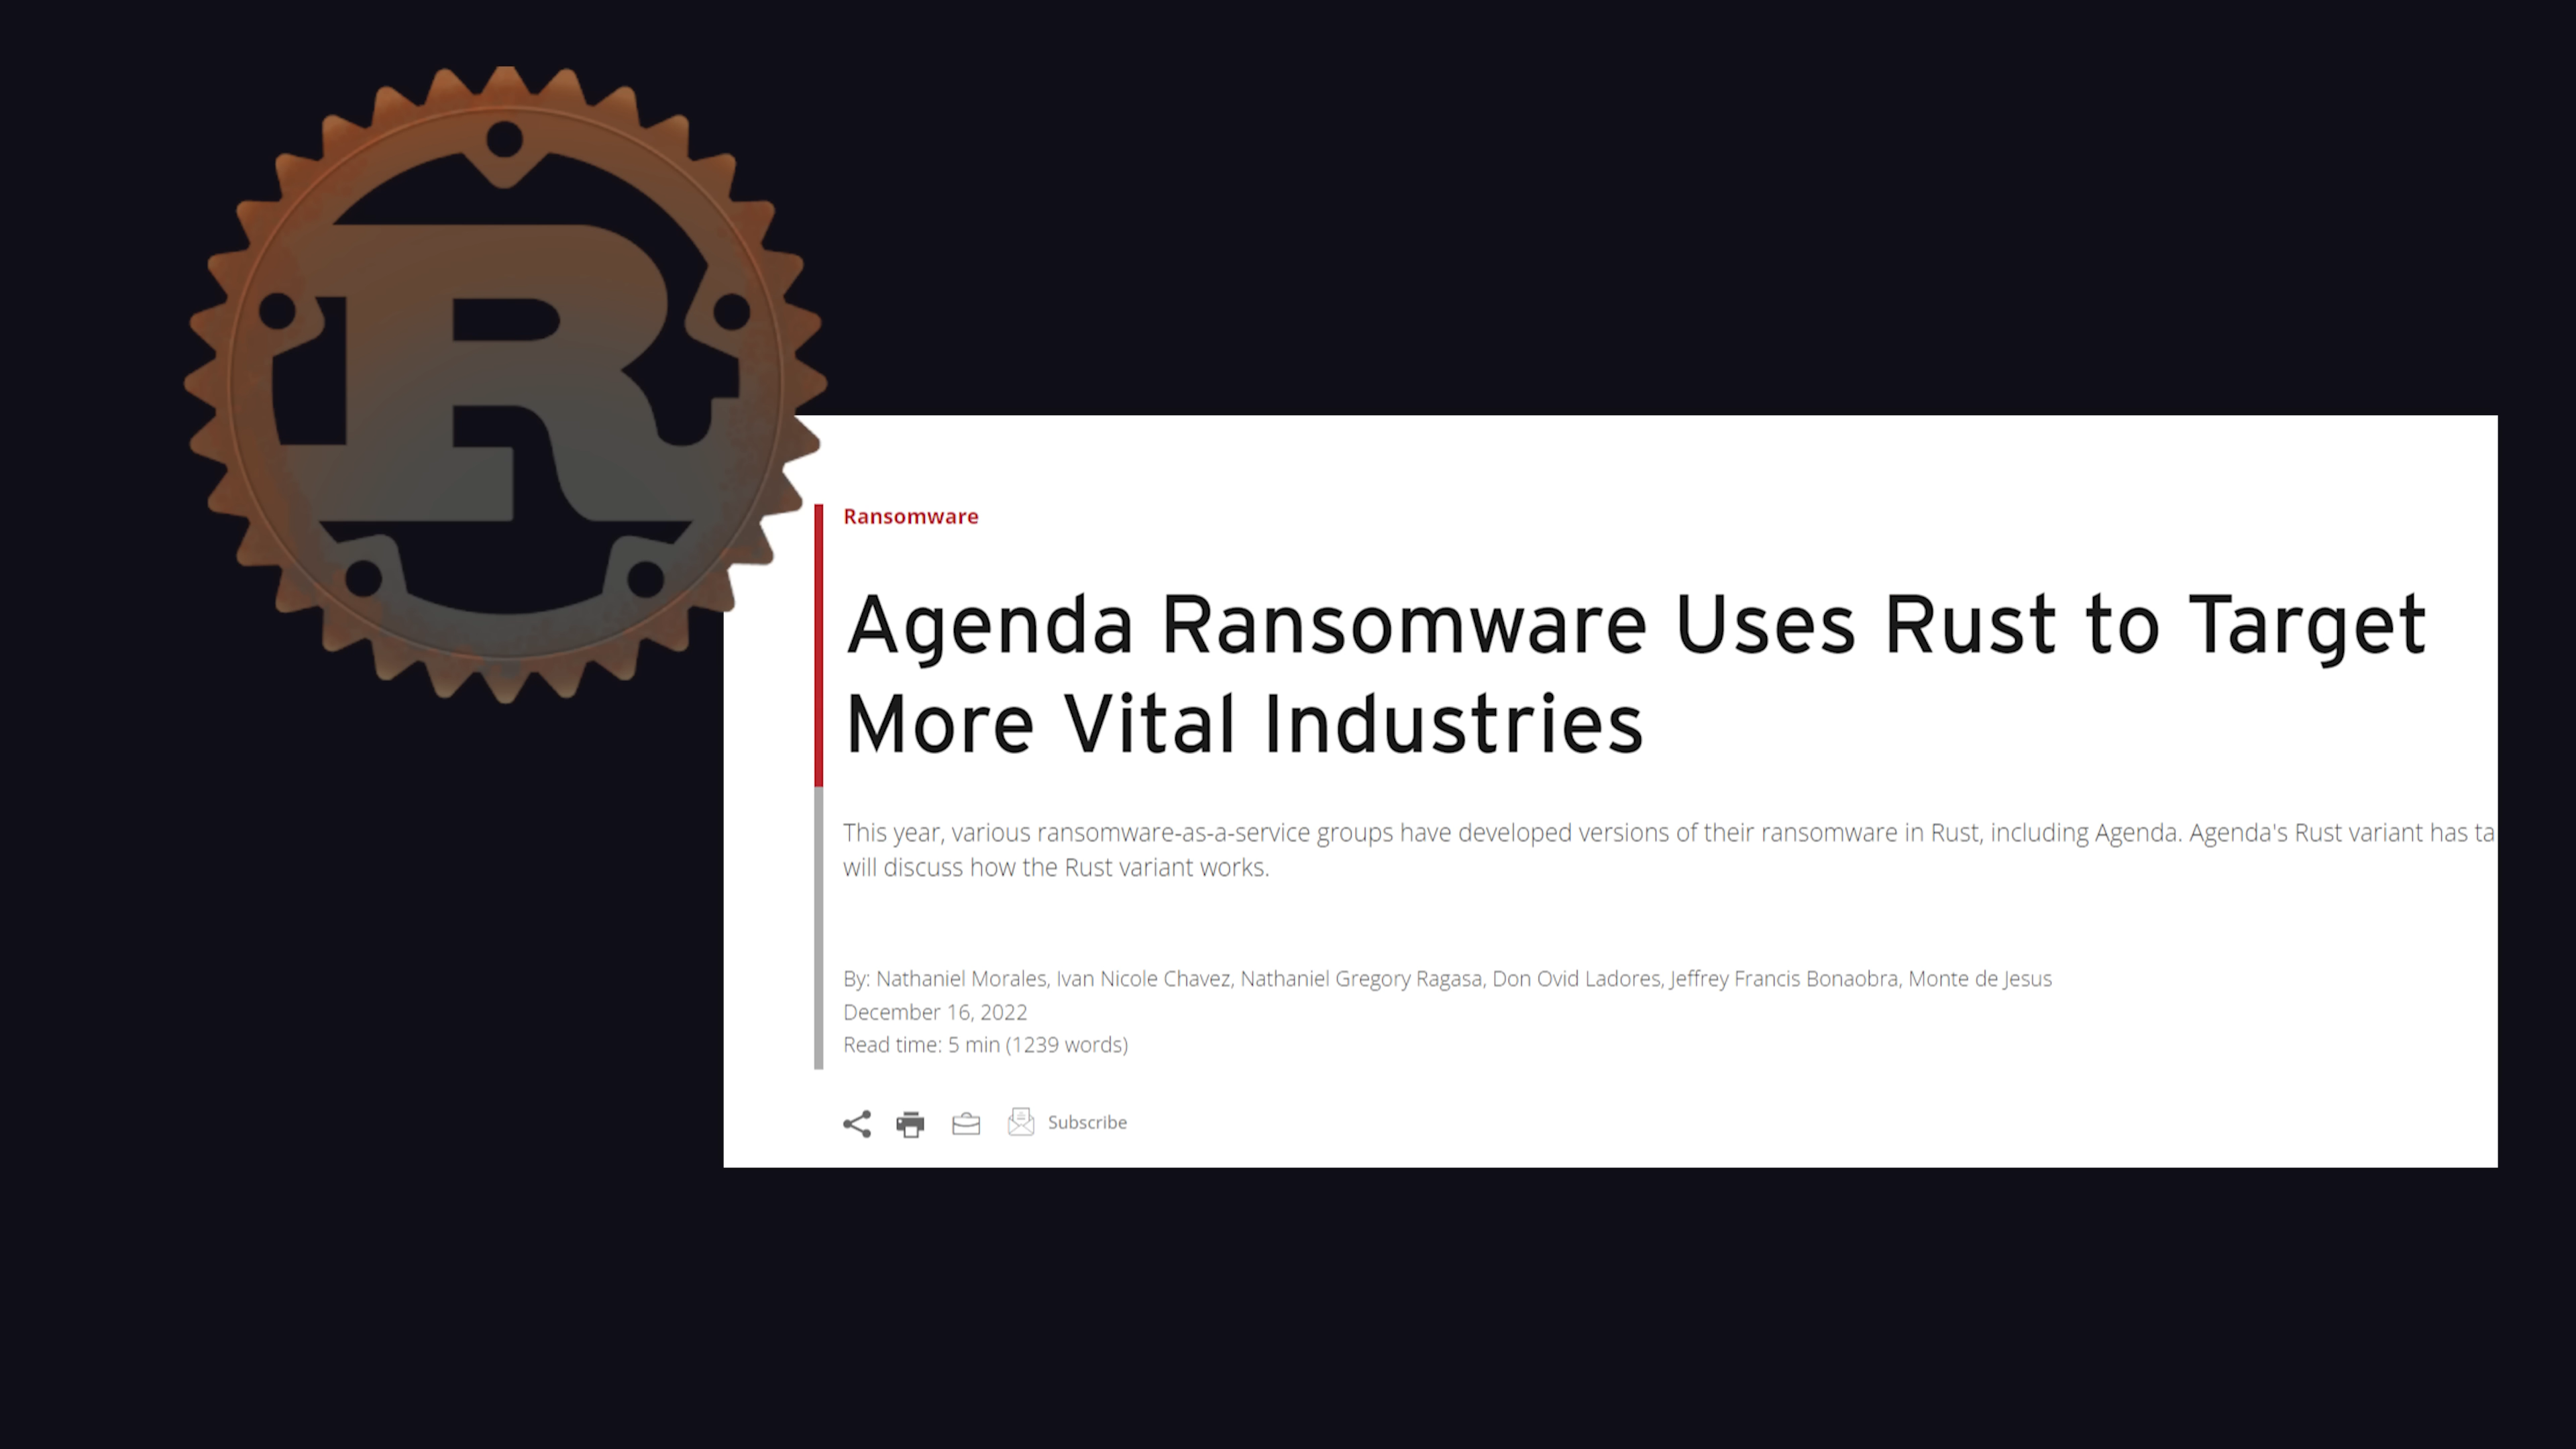 R
Ransomware
Agenda Ransomware Uses Rust to Target
More Vital Industries
This year, various ransomware-as-a-service groups have developed versions of their ransomware in Rust, including Agenda. Agenda's Rust variant has ta
will discuss how the Rust variant works.
By: Nathaniel Morales, Ivan Nicole Chavez, Nathaniel Gregory Ragasa, Don Ovid Ladores, Jeffrey Francis Bonaobra, Monte de Jesus
December 16, 2022
Read time: 5 min (1239 words)
Subscribe